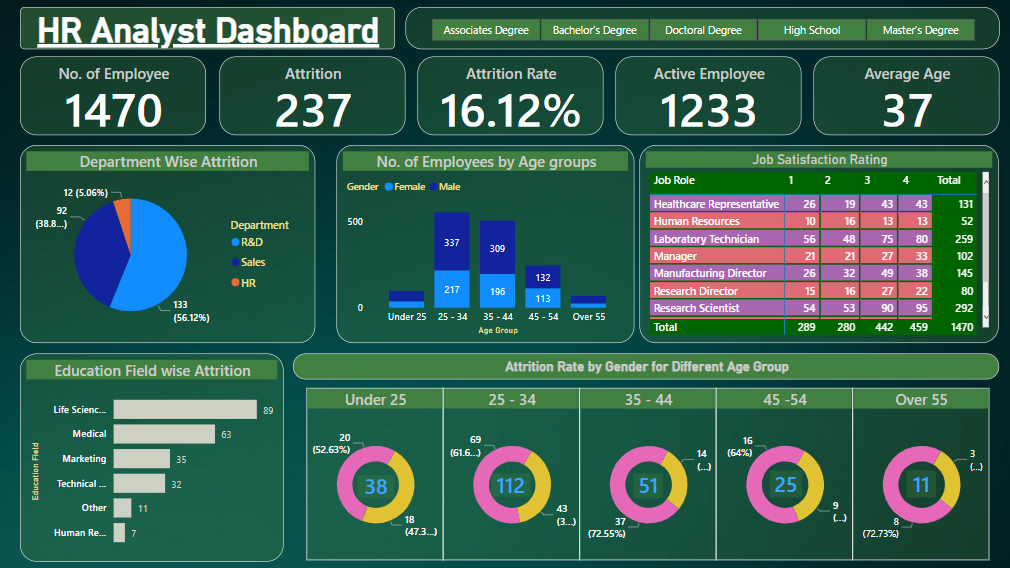 HR Analyst Dashboard
Associates Degree Bachelor's Degree Doctoral Degree High School Master's Degree
No. of Employee
1470
Attrition
237
Attrition Rate
16.12%
Active Employee
1233
Average Age
37
Department Wise Attrition
12 (5.06%)
92
(38.8...)
133
(56.12%)
Department
R&D
Sales
HR
No. of Employees by Age groups
Gender Female Male
500
0
337
217
309
196
132
113
Under 25 25 - 34 35 - 44 45 - 54 Over 55
Age Group
Job Satisfaction Rating
Job Role 1 2 3 4 Total
Healthcare Representative 26 19 43 43 131
Human Resources 10 16 13 13 52
Laboratory Technician 56 48 75 80 259
Manager 21 21 27 33 102
Manufacturing Director 26 32 49 38 145
Research Director 15 16 27 22 80
Research Scientist 54 53 90 95 292
Total 289 280 442 459 1470
Education Field wise Attrition
Education Field
Life Scienc... 89
Medical 63
Marketing 35
Technical ... 32
Other 11
Human Re... 7
Attrition Rate by Gender for Different Age Group
Under 25
20
(52.63%)
38
18
(47.3...)
25 - 34
69
(61.6...)
112
43
(3...)
35 - 44
14
(...)
51
37
(72.55%)
45 -54
16
(64%)
25
9
(...)
Over 55
3
(...)
11
8
(72.73%)